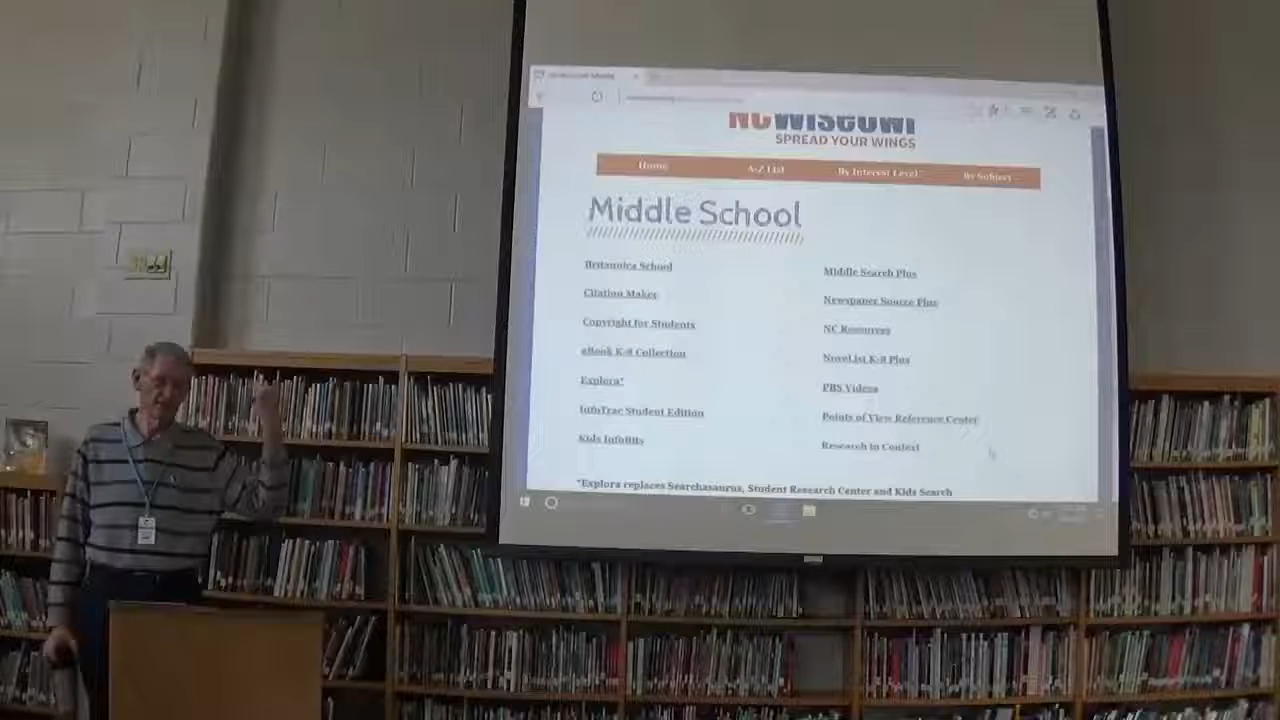 NCWISEOWL
SPREAD YOUR WINGS
Home A-Z List By Interest Level By Subject
Middle School
Britannica School
Citation Maker
Copyright for Students
eBook K-8 Collection
Explora*
InfoTrac Student Edition
Kids InfoBits
Middle Search Plus
Newspaper Source Plus
NC Resources
NoveList K-8 Plus
PBS Videos
Points of View Reference Center
Research in Context
*Explora replaces Searchasaurus, Student Research Center and Kids Search